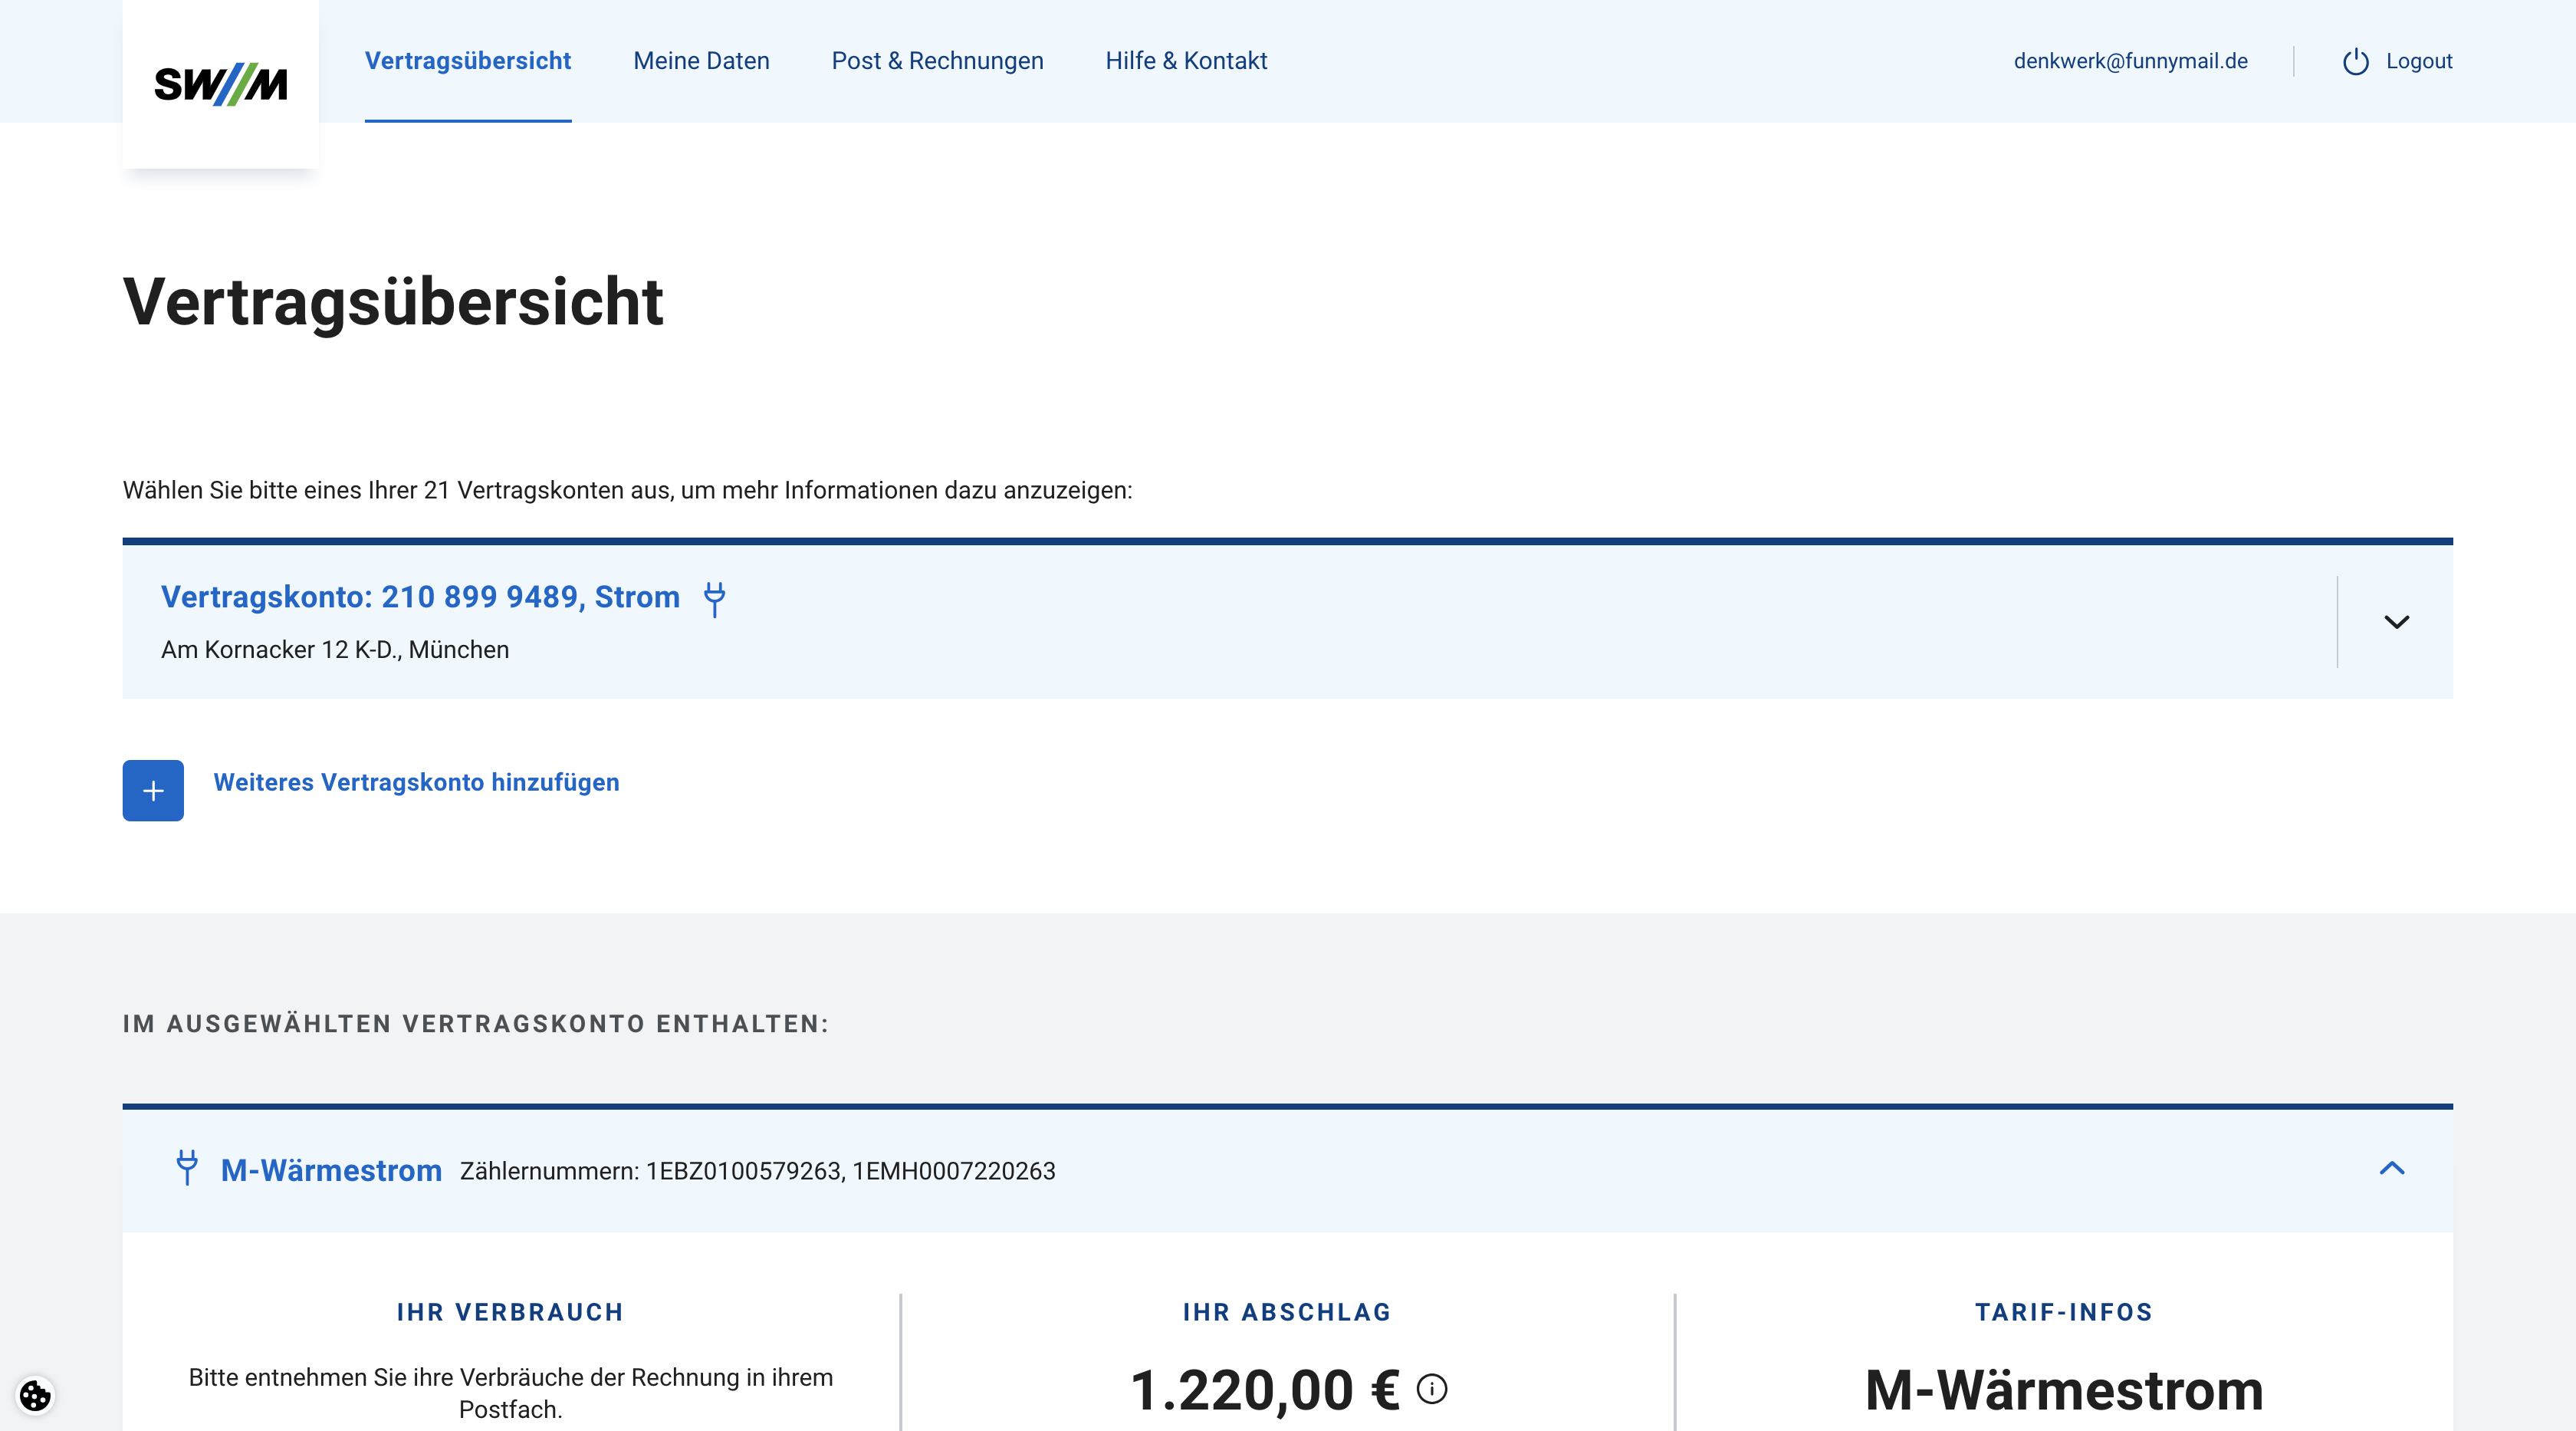 SWM
Vertragsübersicht
Meine Daten
Post & Rechnungen
Hilfe & Kontakt
denkwerk@funnymail.de
Logout
Vertragsübersicht
Wählen Sie bitte eines Ihrer 21 Vertragskonten aus, um mehr Informationen dazu anzuzeigen:
Vertragskonto: 210 899 9489, Strom
Am Kornacker 12 K-D., München
Weiteres Vertragskonto hinzufügen
IM AUSGEWÄHLTEN VERTRAGSKONTO ENTHALTEN:
M-Wärmestrom Zählernummern: 1EBZ0100579263, 1EMH0007220263
IHR VERBRAUCH
Bitte entnehmen Sie ihre Verbräuche der Rechnung in ihrem
Postfach.
IHR ABSCHLAG
1.220,00 €
TARIF-INFOS
M-Wärmestrom